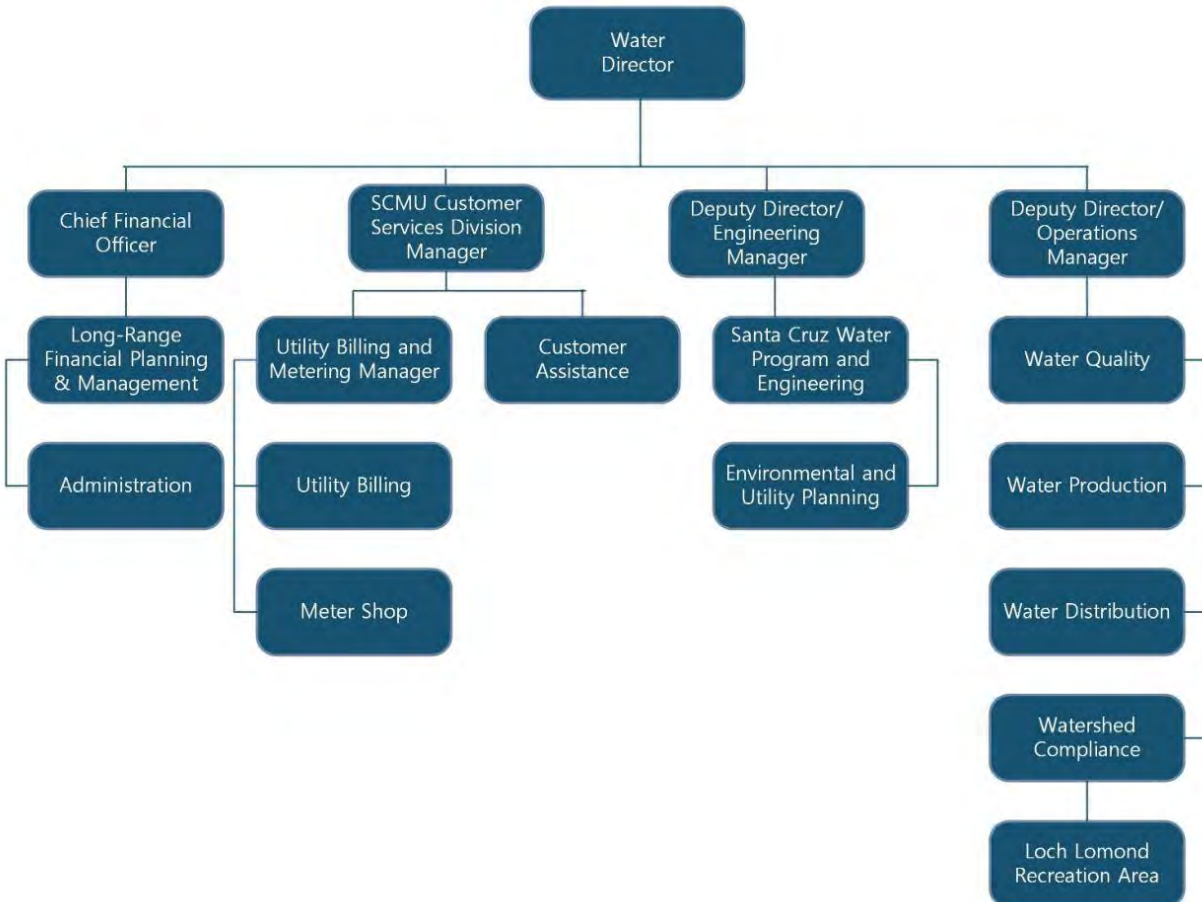 Water
Director
Chief Financial
Officer
SCMU Customer
Services Division
Manager
Deputy Director/
Engineering
Manager
Deputy Director/
Operations
Manager
Long-Range
Financial Planning
& Management
Utility Billing and
Metering Manager
Customer
Assistance
Santa Cruz Water
Program and
Engineering
Water Quality
Administration
Utility Billing
Environmental and
Utility Planning
Water Production
Meter Shop
Water Distribution
Watershed
Compliance
Loch Lomond
Recreation Area